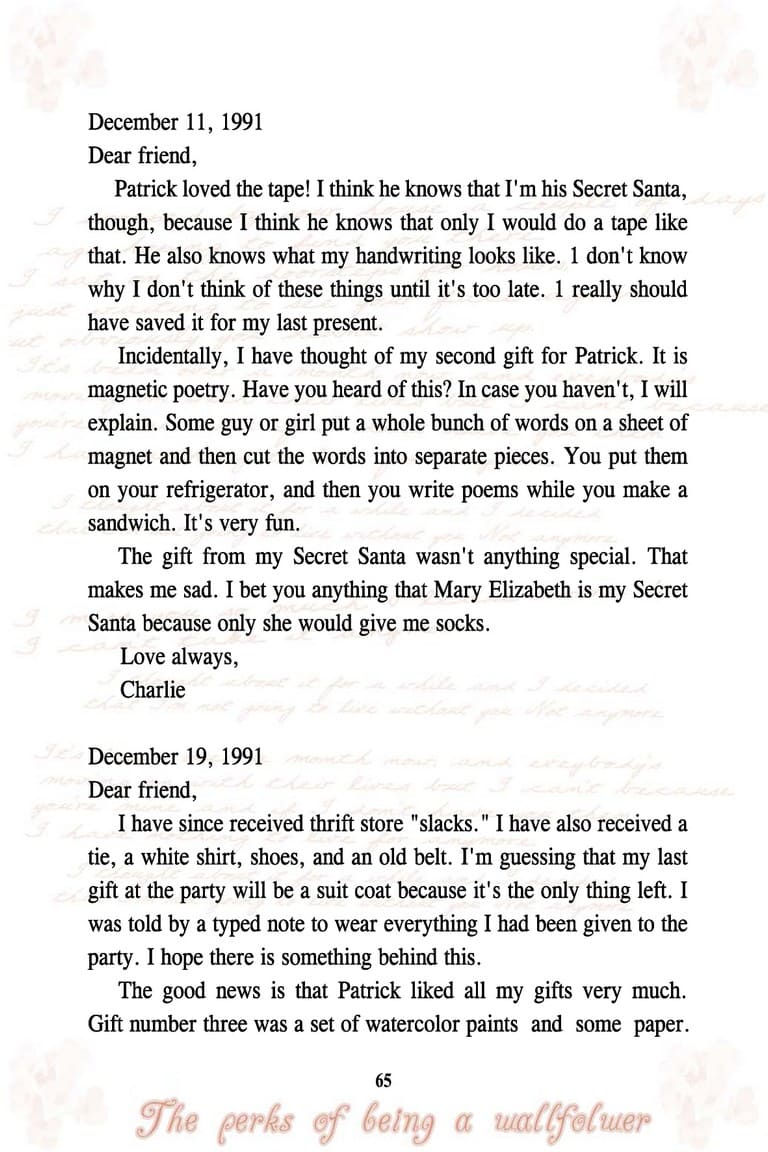 December 11, 1991
Dear friend,
Patrick loved the tape! I think he knows that I'm his Secret Santa,
though, because I think he knows that only I would do a tape like
that. He also knows what my handwriting looks like. 1 don't know
why I don't think of these things until it's too late. 1 really should
have saved it for my last present.
Incidentally, I have thought of my second gift for Patrick. It is
magnetic poetry. Have you heard of this? In case you haven't, I will
explain. Some guy or girl put a whole bunch of words on a sheet of
magnet and then cut the words into separate pieces. You put them
on your refrigerator, and then you write poems while you make a
sandwich. It's very fun.
The gift from my Secret Santa wasn't anything special. That
makes me sad. I bet you anything that Mary Elizabeth is my Secret
Santa because only she would give me socks.
Love always,
Charlie
December 19, 1991
Dear friend,
I have since received thrift store "slacks." I have also received a
tie, a white shirt, shoes, and an old belt. I'm guessing that my last
gift at the party will be a suit coat because it's the only thing left. I
was told by a typed note to wear everything I had been given to the
party. I hope there is something behind this.
The good news is that Patrick liked all my gifts very much.
Gift number three was a set of watercolor paints and some paper.
65
The perks of being a wallfolwer